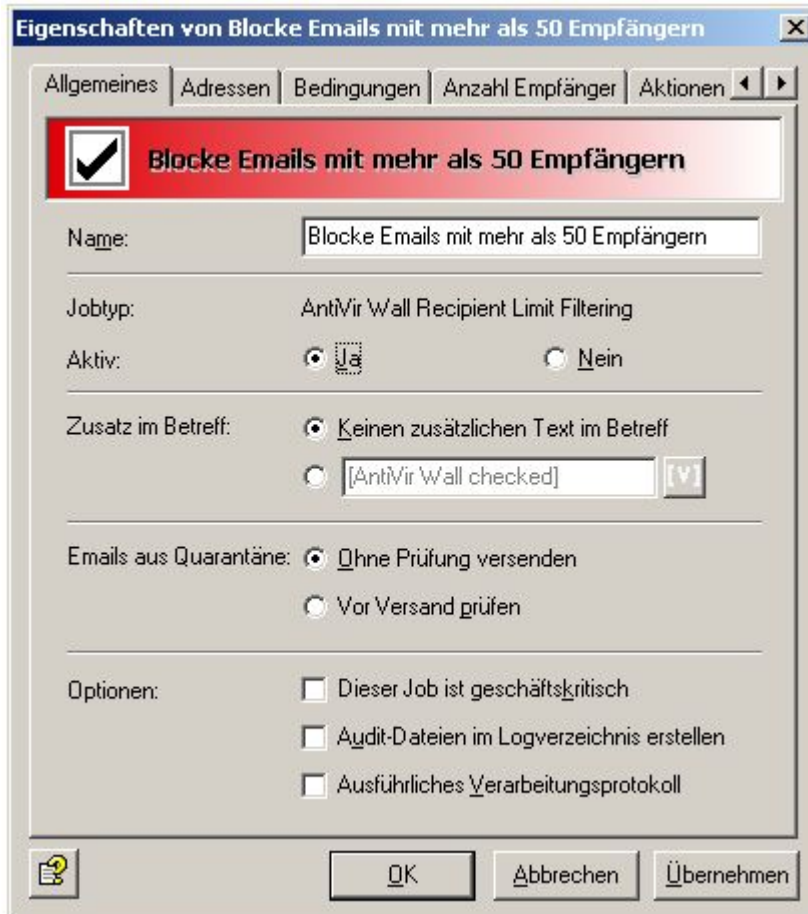 Eigenschaften von Blocke Emails mit mehr als 50 Empfängern
Allgemeines Adressen Bedingungen Anzahl Empfänger Aktionen
Blocke Emails mit mehr als 50 Empfängern
Name: Blocke Emails mit mehr als 50 Empfängern
Jobtyp: AntiVir Wall Recipient Limit Filtering
Aktiv: Ja Nein
Zusatz im Betreff: Keinen zusätzlichen Text im Betreff
[AntiVir Wall checked] [V]
Emails aus Quarantäne: Ohne Prüfung versenden
Vor Versand prüfen
Optionen: Dieser Job ist geschäftskritisch
Audit-Dateien im Logverzeichnis erstellen
Ausführliches Verarbeitungsprotokoll
OK Abbrechen Übernehmen